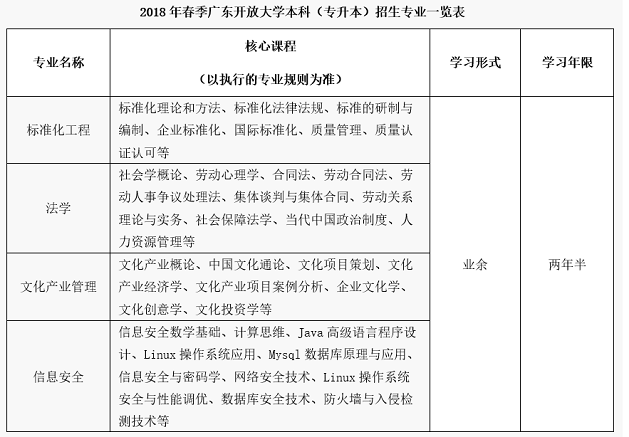 2018年春季广东开放大学本科（专升本）招生专业一览表
专业名称
核心课程
（以执行的专业规则为准）
学习形式
学习年限
标准化工程
标准化理论和方法、标准化法律法规、标准的研制与
编制、企业标准化、国际标准化、质量管理、质量认
证认可等
法学
社会学概论、劳动心理学、合同法、劳动合同法、劳
动人事争议处理法、集体谈判与集体合同、劳动关系
理论与实务、社会保障法学、当代中国政治制度、人
力资源管理等
文化产业管理
文化产业概论、中国文化通论、文化项目策划、文化
产业经济学、文化产业项目案例分析、企业文化学、
文化创意学、文化投资学等
信息安全
信息安全数学基础、计算思维、Java 高级语言程序设
计、Linux 操作系统应用、Mysql 数据库原理与应用、
信息安全与密码学、网络安全技术、Linux 操作系统
安全与性能调优、数据库安全技术、防火墙与入侵检
测技术等
业余
两年半